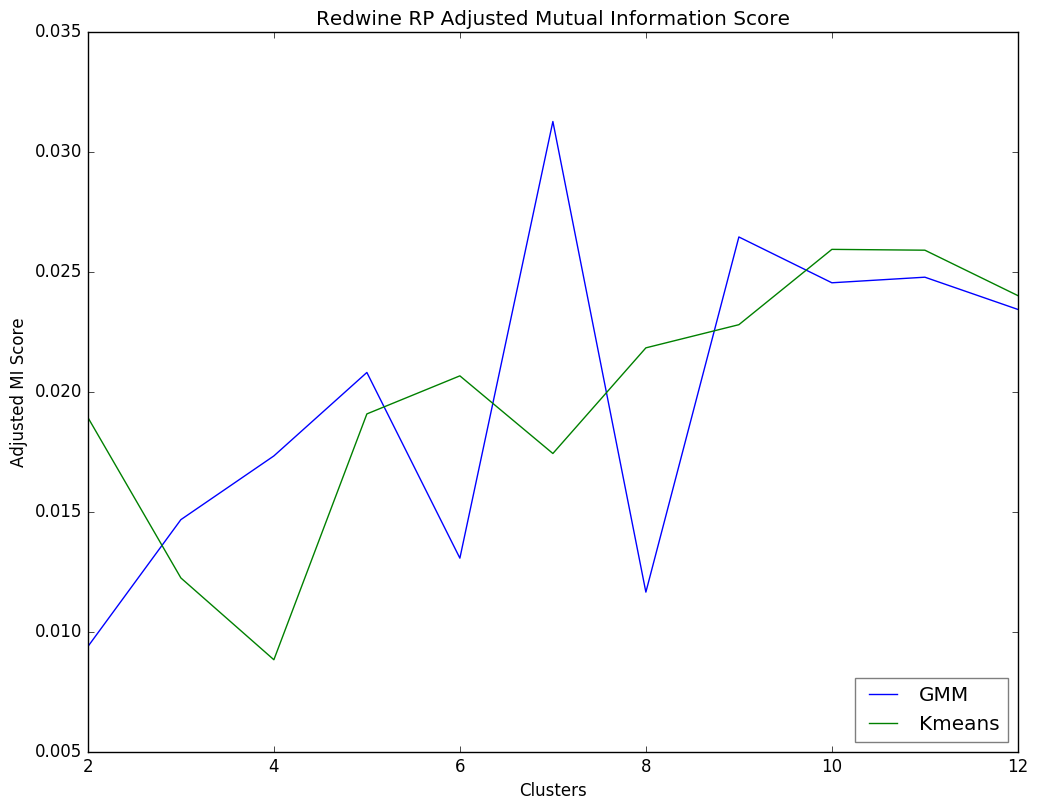 Redwine RP Adjusted Mutual Information Score
0.035
0.030
0.025
0.020
0.015
0.010
0.005
Adjusted MI Score
2 4 6 8 10 12
Clusters
GMM
Kmeans